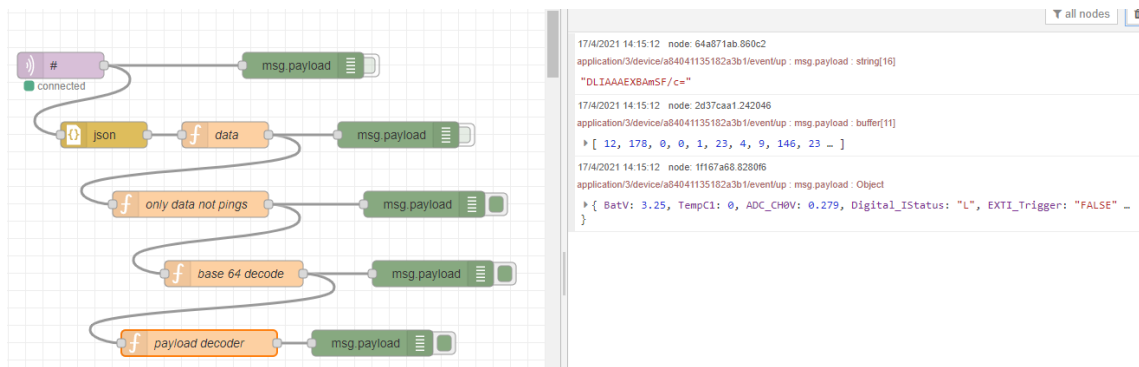 all nodes
#
msg.payload
connected
json
data
msg.payload
only data not pings
msg.payload
base 64 decode
msg.payload
payload decoder
msg.payload
17/4/2021 14:15:12 node: 64a871ab.860c2
application/3/device/a84041135182a3b1/event/up : msg.payload : string[16]
"DLIAAAEXBAmSF/c="
17/4/2021 14:15:12 node: 2d37caa1.242046
application/3/device/a84041135182a3b1/event/up : msg.payload : buffer[11]
[ 12, 178, 0, 0, 1, 23, 4, 9, 146, 23 … ]
17/4/2021 14:15:12 node: 1f167a68.8280f6
application/3/device/a84041135182a3b1/event/up : msg.payload : Object
{ BatV: 3.25, TempC1: 0, ADC_CH0V: 0.279, Digital_IStatus: "L", EXTI_Trigger: "FALSE" …
}